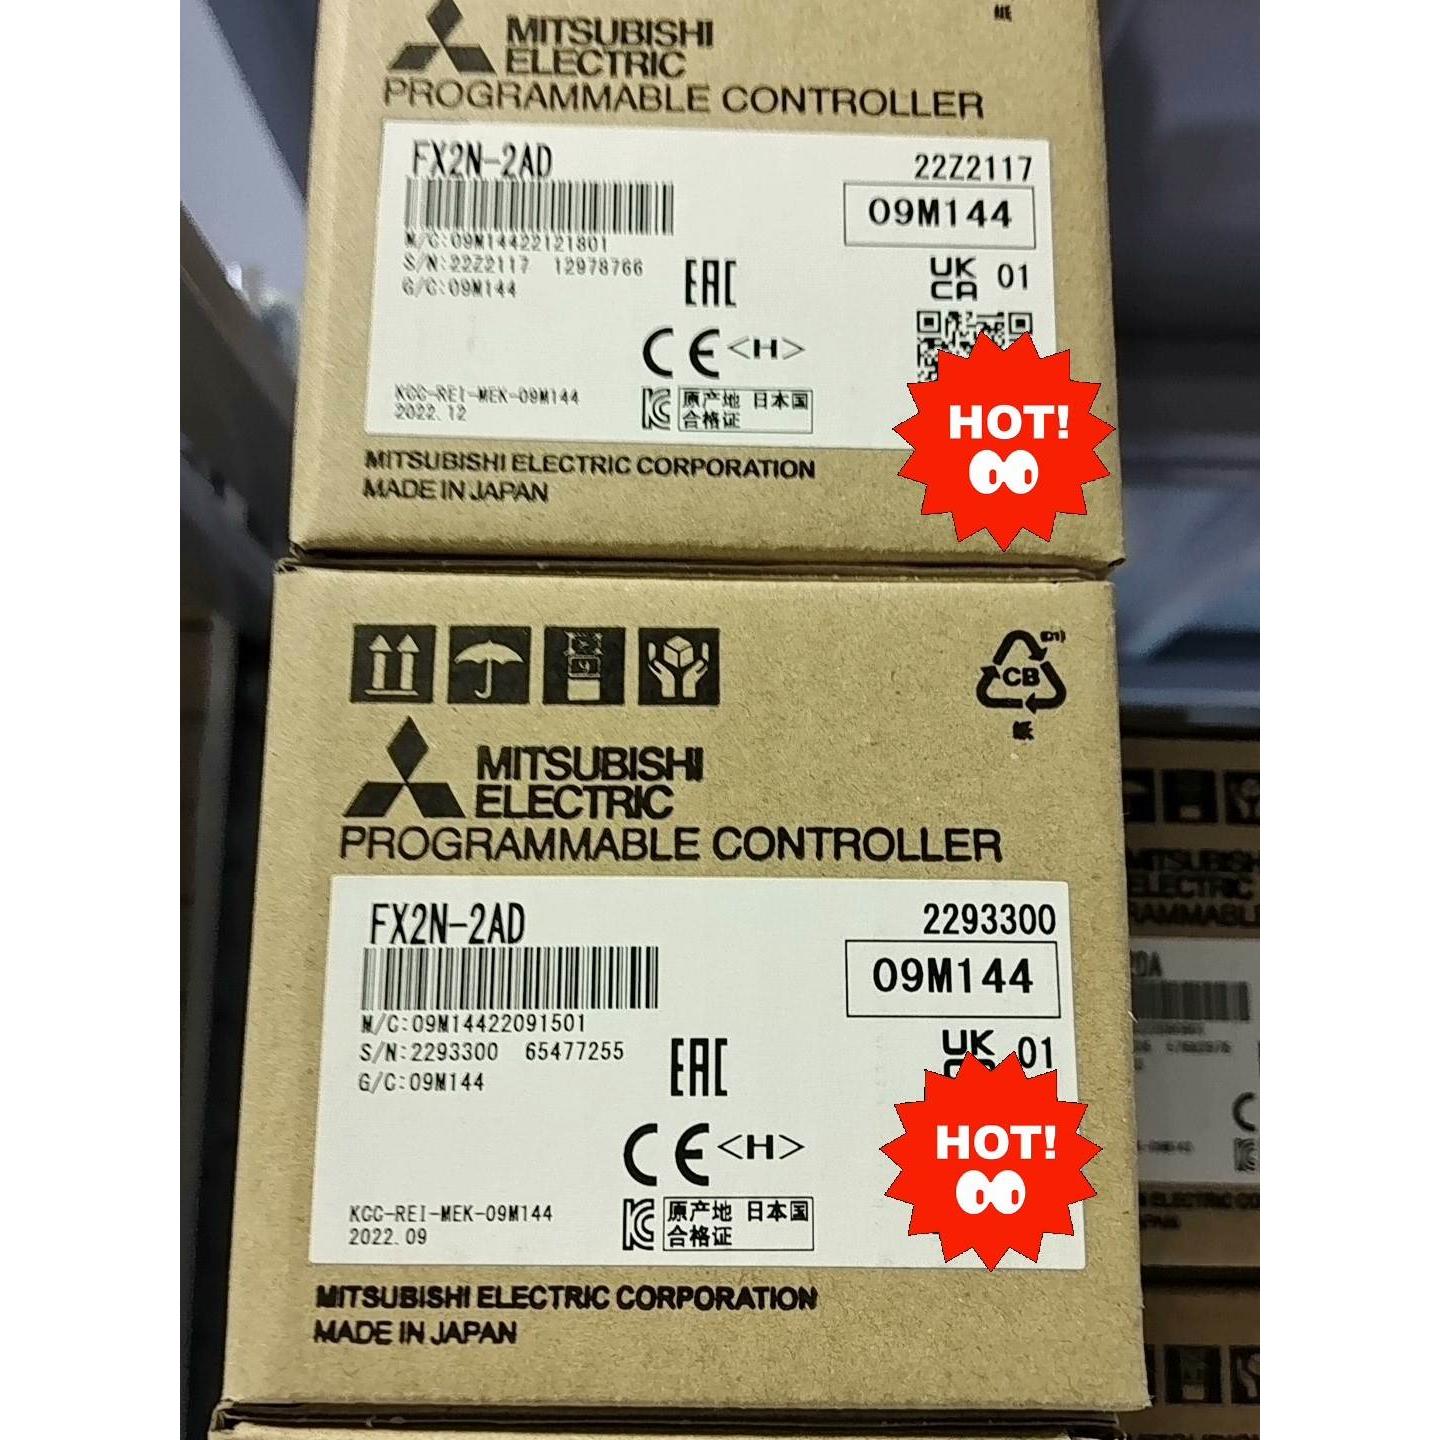 MITSUBISHI
ELECTRIC
PROGRAMMABLE CONTROLLER
FX2N-2AD
22Z2117
09M144
M/C:09M14422121801
S/N:22Z2117 12978766
G/C:09M144
EAC
UK
CA 01
CE <H>
KCC-REI-MEK-09M144
2022.12
原产地 日本国
合格证
HOT!
MITSUBISHI ELECTRIC CORPORATION
MADE IN JAPAN
CB
紙
MITSUBISHI
ELECTRIC
PROGRAMMABLE CONTROLLER
FX2N-2AD
2293300
09M144
M/C:09M14422091501
S/N:2293300 65477255
G/C:09M144
EAC
UK
01
CE <H>
KCC-REI-MEK-09M144
2022.09
原产地 日本国
合格证
HOT!
MITSUBISHI ELECTRIC CORPORATION
MADE IN JAPAN